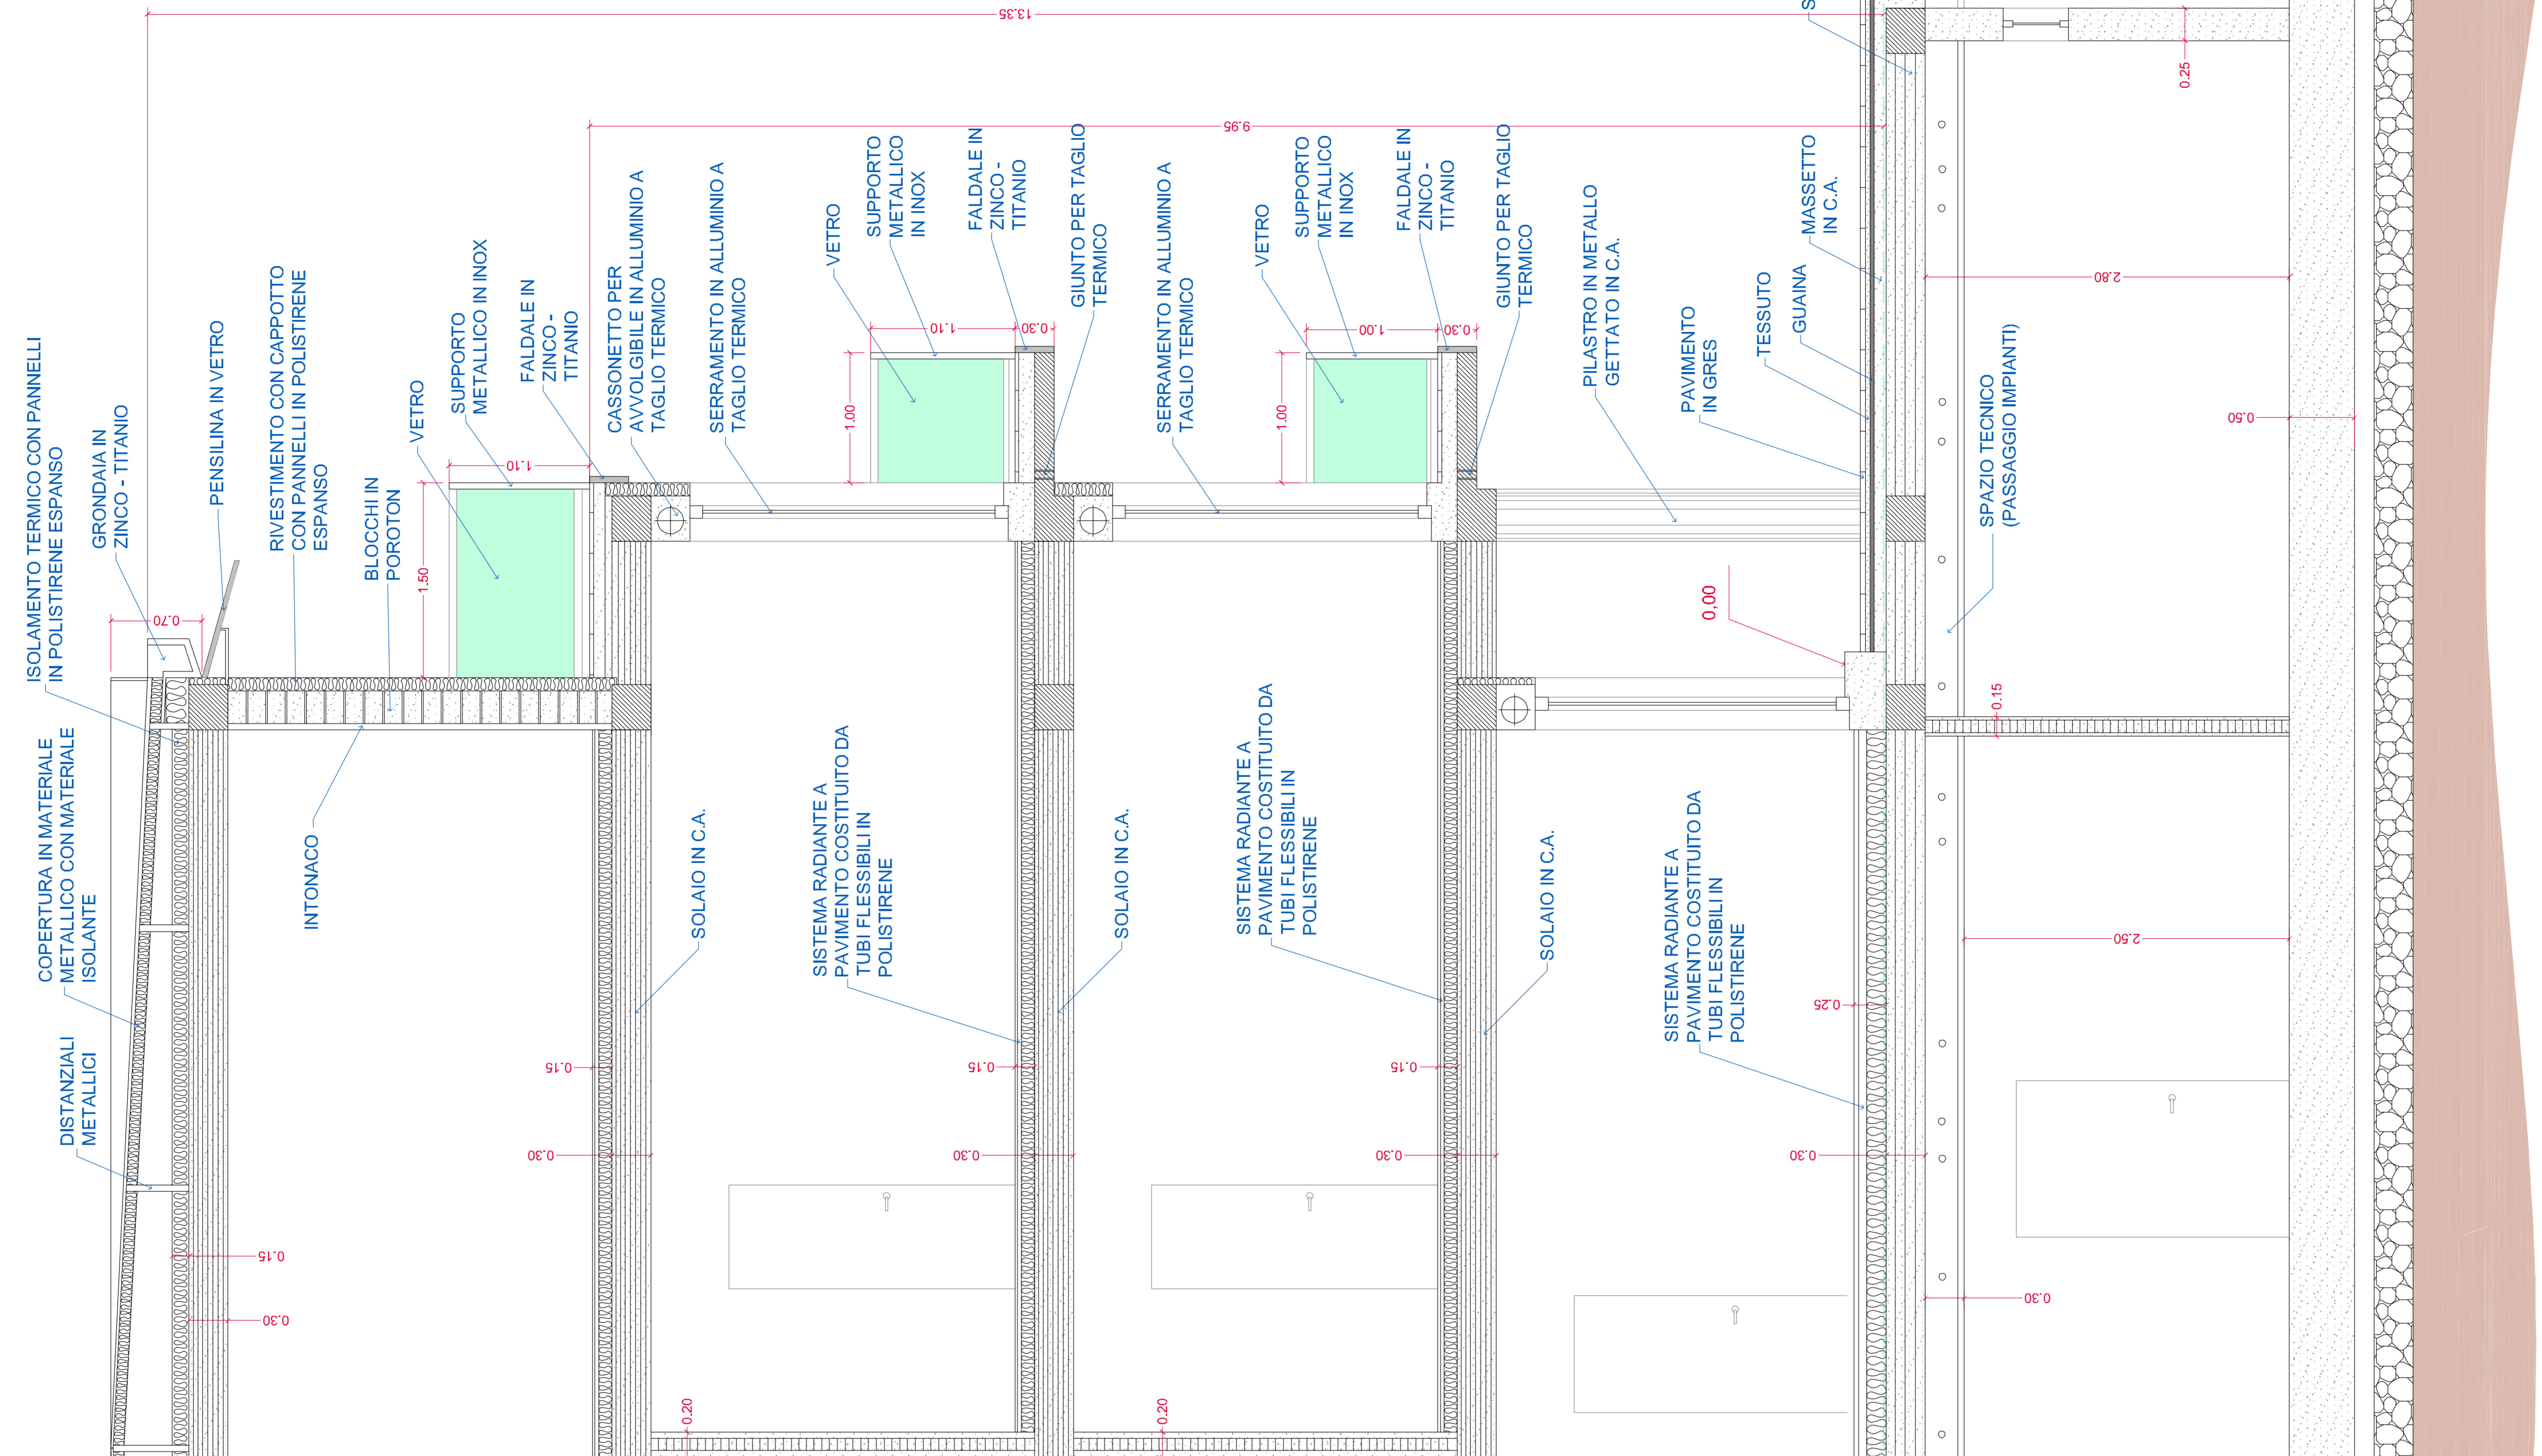 13.35
9.95
ISOLAMENTO TERMICO CON PANNELLI
IN POLISTIRENE ESPANSO
GRONDAIA IN
ZINCO - TITANIO
PENSILINA IN VETRO
RIVESTIMENTO CON CAPPOTTO
CON PANNELLI IN POLISTIRENE
ESPANSO
BLOCCHI IN
POROTON
VETRO
SUPPORTO
METALLICO IN INOX
FALDALE IN
ZINCO -
TITANIO
CASSONETTO PER
AVVOLGIBILE IN ALLUMINIO A
TAGLIO TERMICO
SERRAMENTO IN ALLUMINIO A
TAGLIO TERMICO
VETRO
SUPPORTO
METALLICO
IN INOX
FALDALE IN
ZINCO -
TITANIO
GIUNTO PER TAGLIO
TERMICO
SERRAMENTO IN ALLUMINIO A
TAGLIO TERMICO
VETRO
SUPPORTO
METALLICO
IN INOX
FALDALE IN
ZINCO -
TITANIO
GIUNTO PER TAGLIO
TERMICO
PILASTRO IN METALLO
GETTATO IN C.A.
PAVIMENTO
IN GRES
TESSUTO
GUAINA
MASSETTO
IN C.A.
S
SPAZIO TECNICO
(PASSAGGIO IMPIANTI)
0,00
COPERTURA IN MATERIALE
METALLICO CON MATERIALE
ISOLANTE
DISTANZIALI
METALLICI
INTONACO
SOLAIO IN C.A.
SISTEMA RADIANTE A
PAVIMENTO COSTITUITO DA
TUBI FLESSIBILI IN
POLISTIRENE
SOLAIO IN C.A.
SISTEMA RADIANTE A
PAVIMENTO COSTITUITO DA
TUBI FLESSIBILI IN
POLISTIRENE
SOLAIO IN C.A.
SISTEMA RADIANTE A
PAVIMENTO COSTITUITO DA
TUBI FLESSIBILI IN
POLISTIRENE
0.70
1.50
1.10
1.00
1.10
0.30
1.00
1.00
0.30
0.25
2.80
0.50
0.15
2.50
0.25
0.15
0.15
0.15
0.30
0.30
0.30
0.30
0.15
0.30
0.30
0.20
0.20